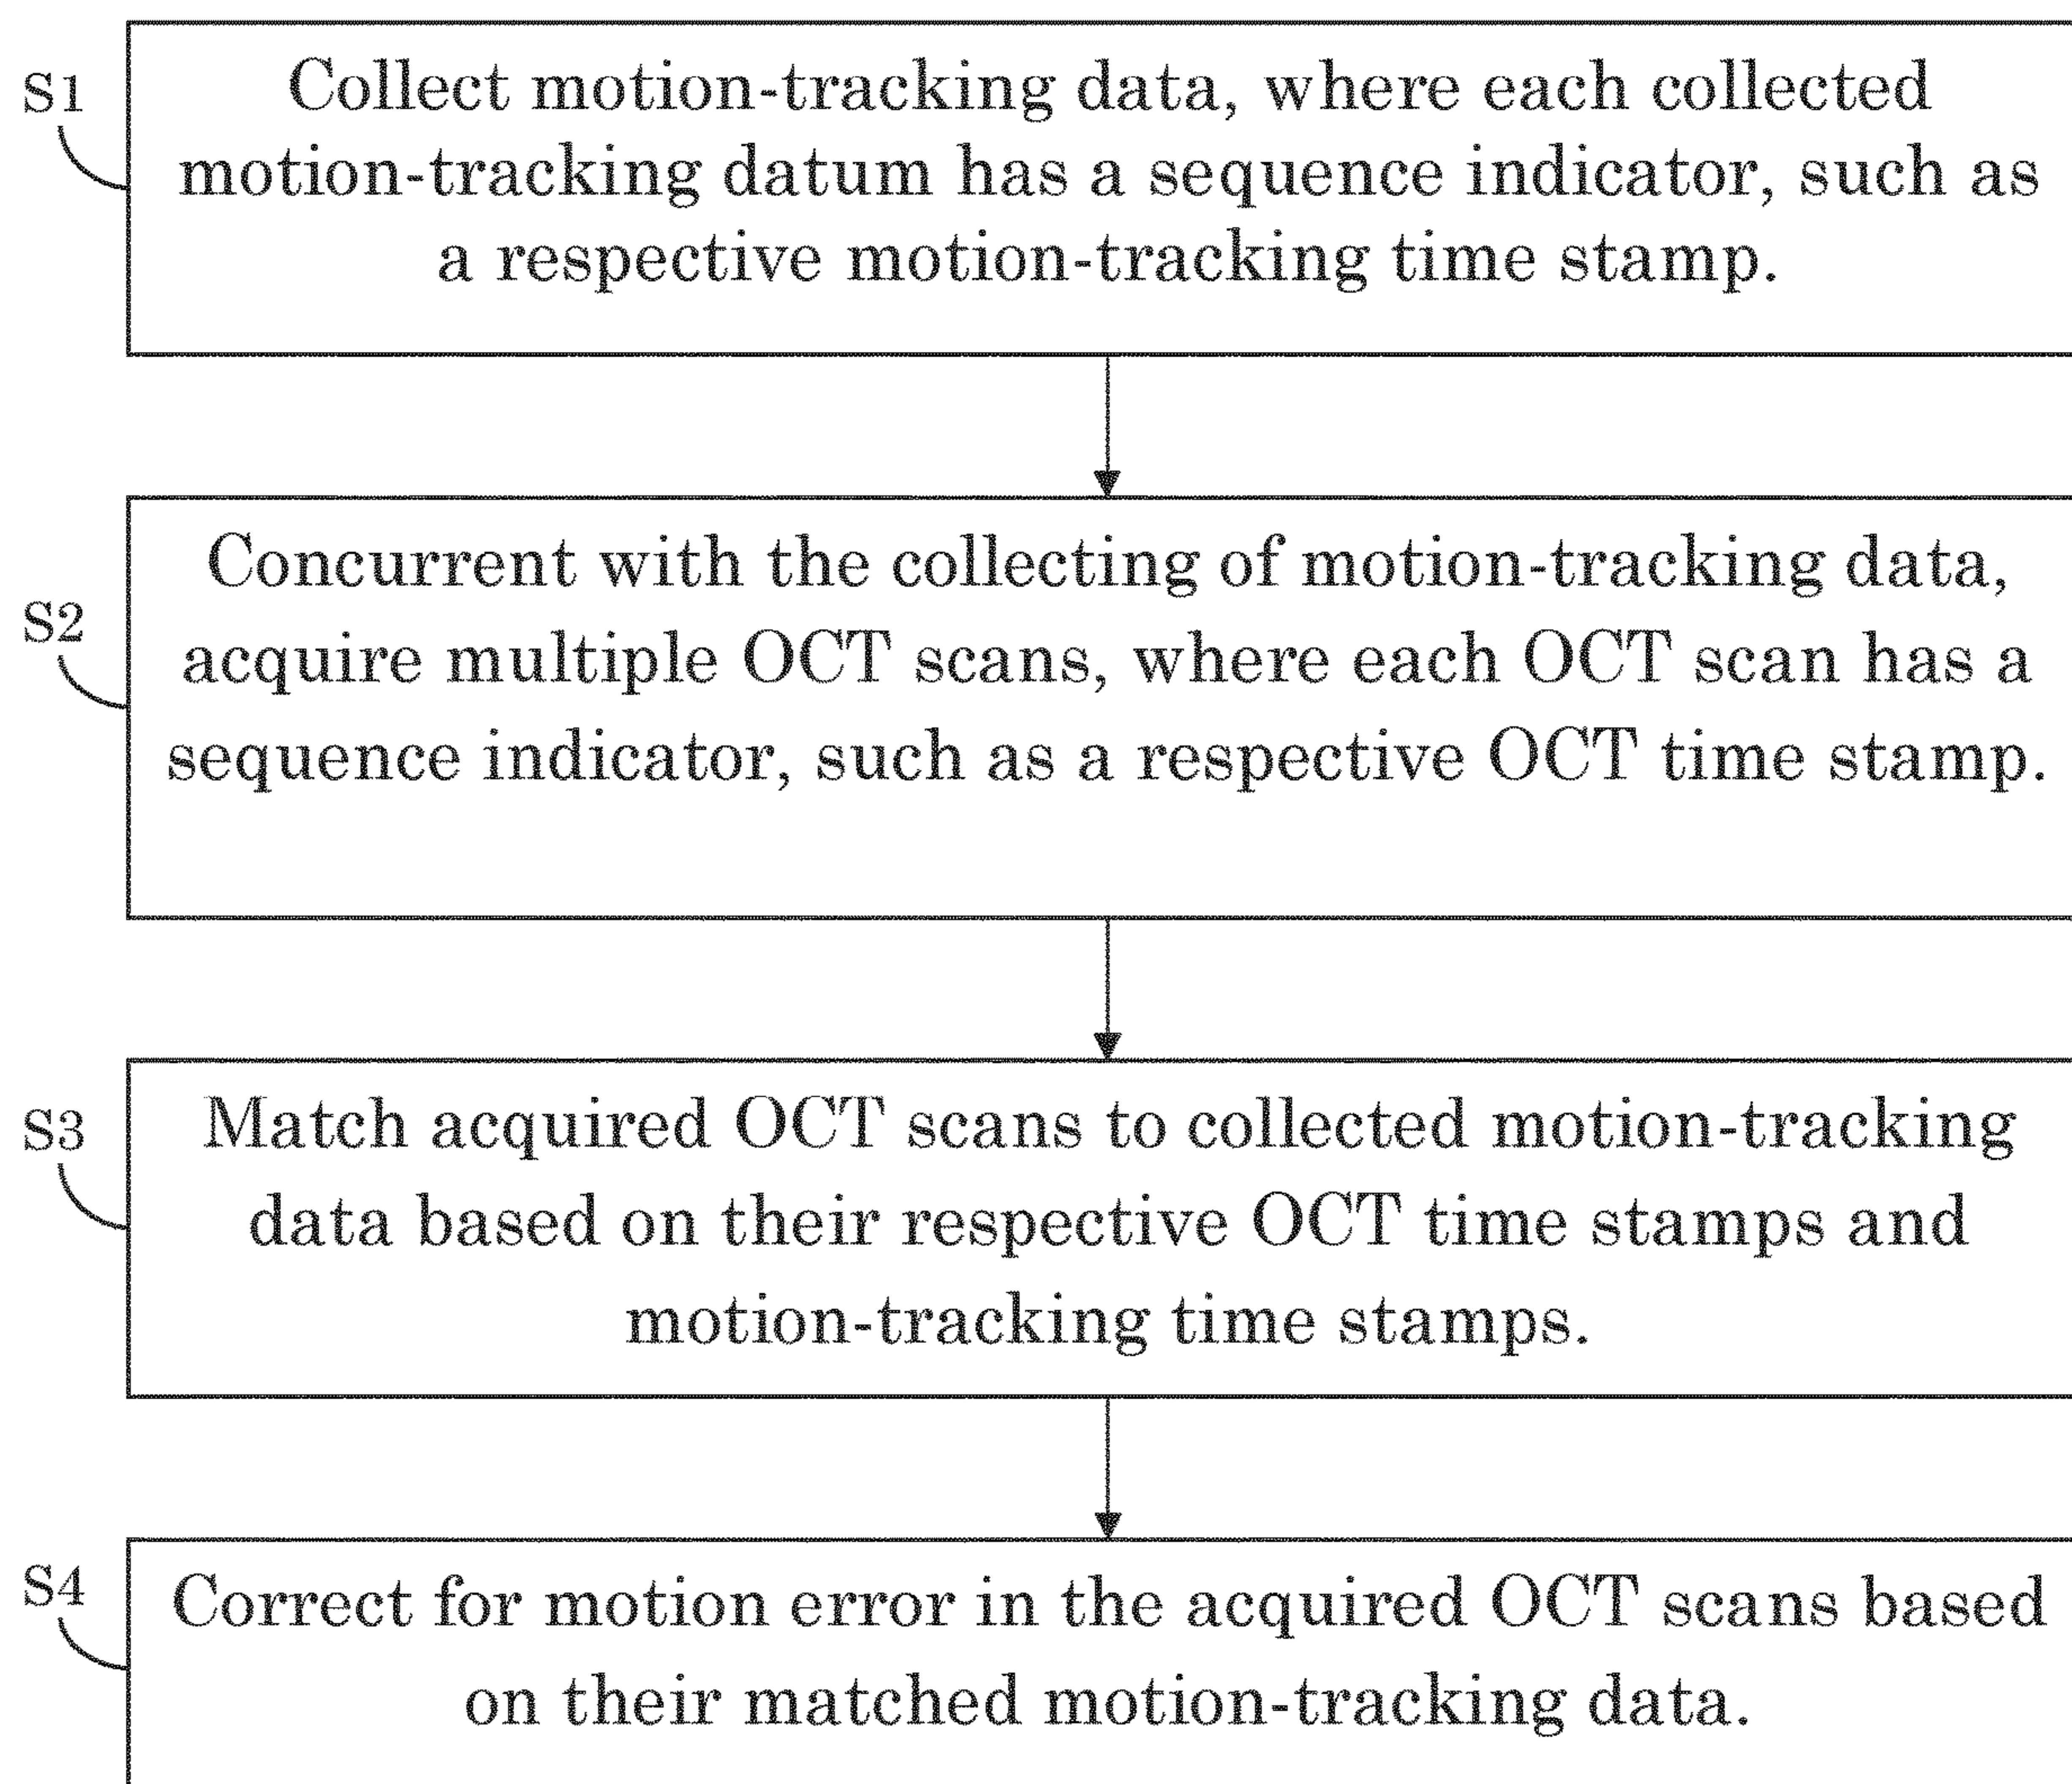 S1
Collect motion-tracking data, where each collected
motion-tracking datum has a sequence indicator, such as
a respective motion-tracking time stamp.
S2
Concurrent with the collecting of motion-tracking data,
acquire multiple OCT scans, where each OCT scan has a
sequence indicator, such as a respective OCT time stamp.
S3
Match acquired OCT scans to collected motion-tracking
data based on their respective OCT time stamps and
motion-tracking time stamps.
S4
Correct for motion error in the acquired OCT scans based
on their matched motion-tracking data.